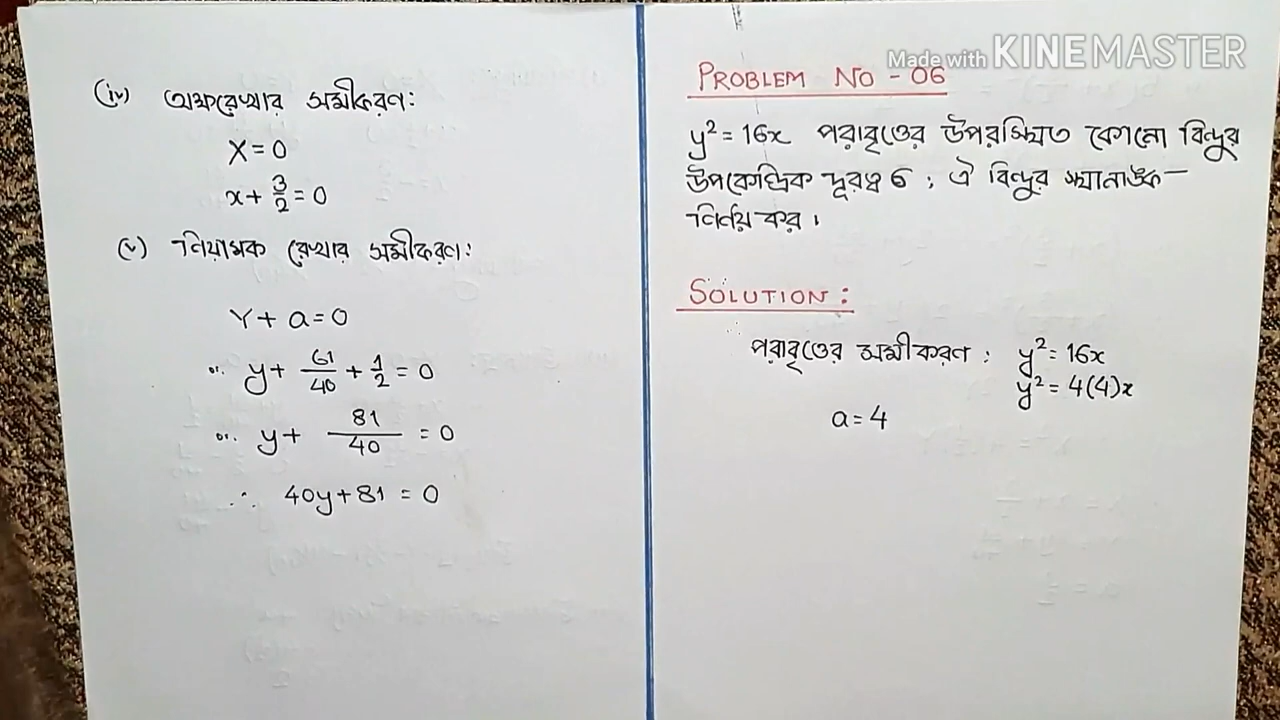 Made with KINEMASTER
(iv) অক্ষরেখার সমীকরণ:
X = 0
x + 3/2 = 0
(v) নিয়ামক রেখার সমীকরণ:
Y + a = 0
or. y + 61/40 + 1/2 = 0
or. y + 81/40 = 0
∴ 40y + 81 = 0
PROBLEM NO - 06
y² = 16x পরাবৃত্তের উপরস্থিত কোনো বিন্দুর
উপকেন্দ্রিক দূরত্ব 6 ; ঐ বিন্দুর স্থানাঙ্ক
নির্ণয় কর।
SOLUTION :
পরাবৃত্তের সমীকরণ : y² = 16x
y² = 4(4)x
a = 4